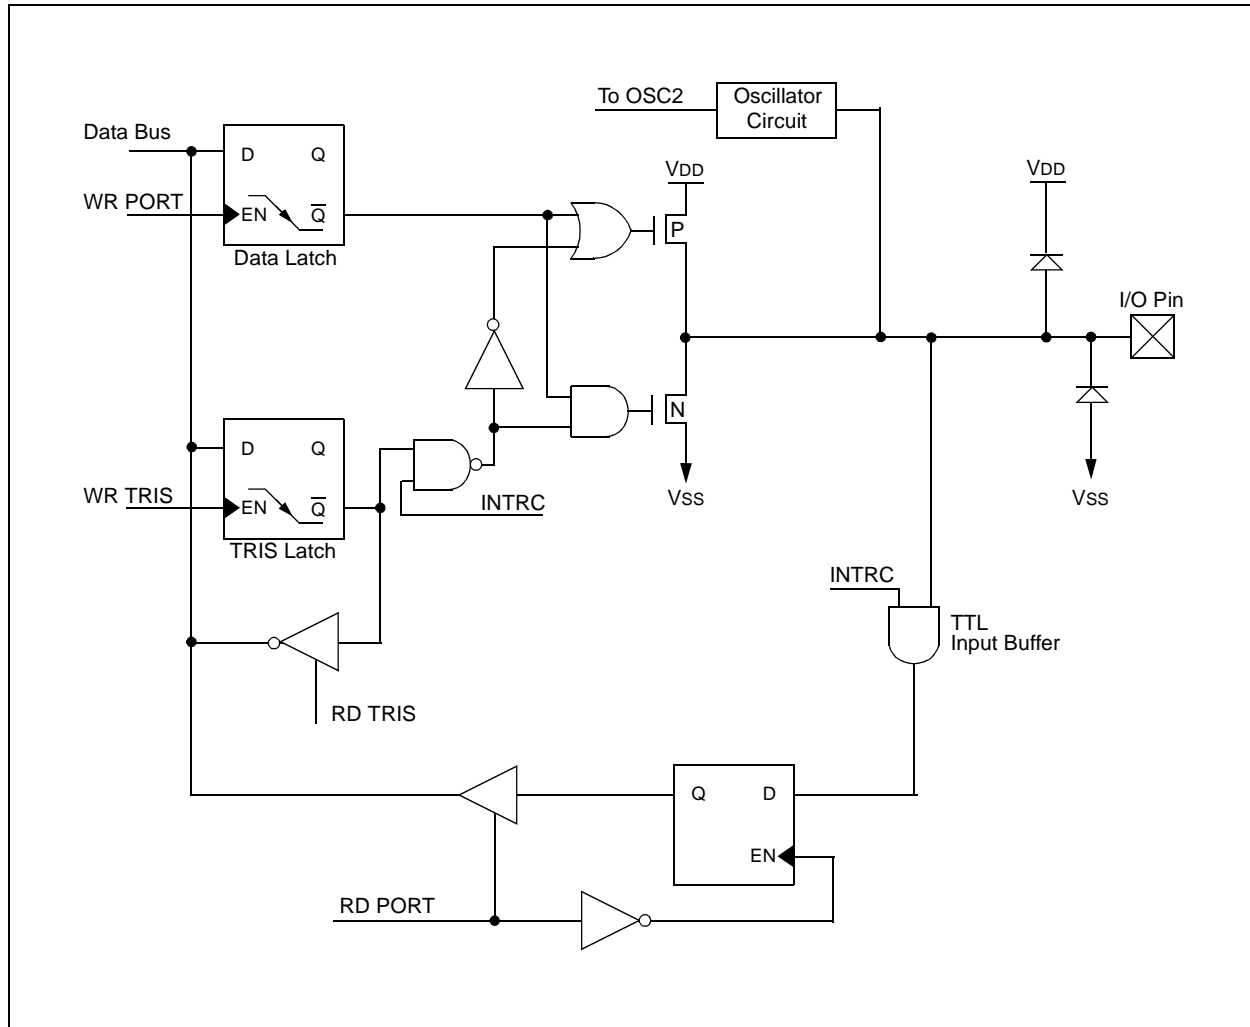 To OSC2
Oscillator
Circuit
Data Bus
D
Q
VDD
VDD
WR PORT
EN
Q̅
P
Data Latch
I/O Pin
N
D
Q
WR TRIS
EN
Q̅
INTRC
VSS
VSS
TRIS Latch
INTRC
TTL
Input Buffer
RD TRIS
Q
D
EN
RD PORT